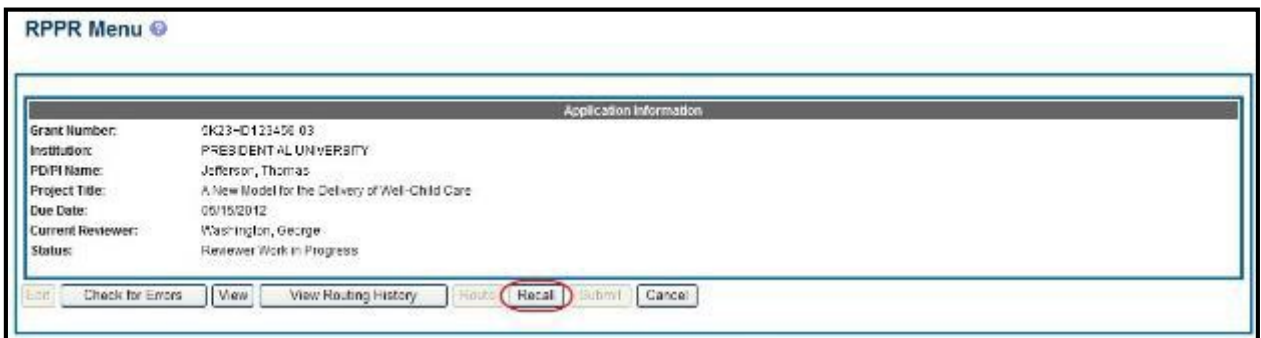 RPPR Menu ?
Application Information
Grant Number: 5K23HD123456-03
Institution: PRESIDENTIAL UNIVERSITY
PD/PI Name: Jefferson, Thomas
Project Title: A New Model for the Delivery of Well-Child Care
Due Date: 05/15/2012
Current Reviewer: Washington, George
Status: Reviewer Work in Progress
Edit Check for Errors View View Routing History Route Recall Submit Cancel